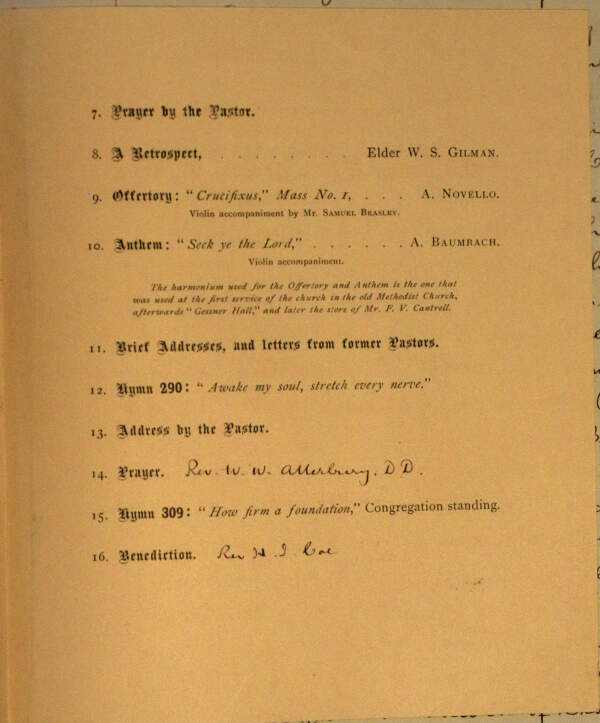 7. Prayer by the Pastor.
8. A Retrospect, . . . . . . . . Elder W. S. GILMAN.
9. Offertory: "Crucifixus," Mass No. 1, . . . A. NOVELLO.
Violin accompaniment by MR. SAMUEL BEASLEY.
10. Anthem: "Seek ye the Lord," . . . . . . A. BAUMBACH.
Violin accompaniment.
The harmonium used for the Offertory and Anthem is the one that
was used at the first service of the church in the old Methodist Church,
afterwards "Gessner Hall," and later the store of Mr. F. V. Cantrell.
11. Brief Addresses, and letters from former Pastors.
12. Hymn 290: "Awake my soul, stretch every nerve."
13. Address by the Pastor.
14. Prayer. Rev. W. W. Atterbury, D.D.
15. Hymn 309: "How firm a foundation," Congregation standing.
16. Benediction. Rev H I Coe